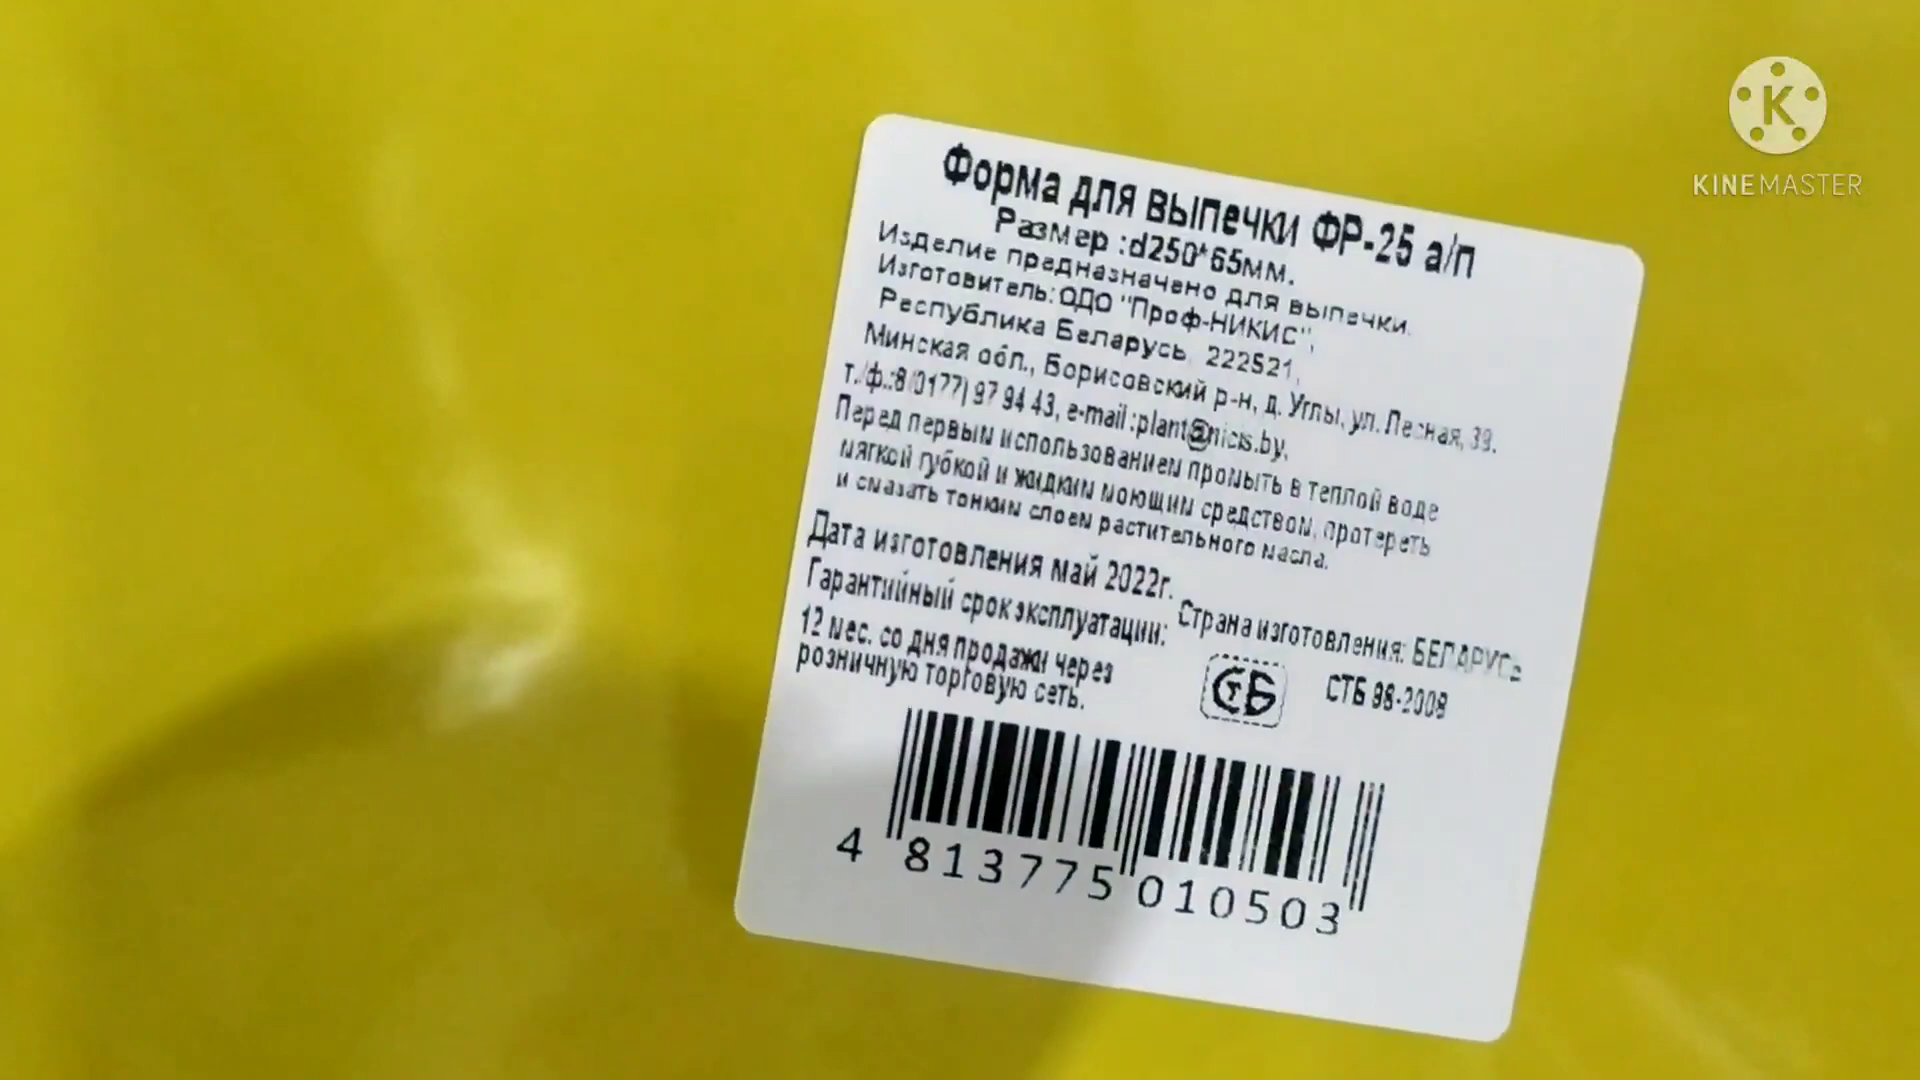 KINEMASTER
Форма для выпечки ФР-25 а/п
Размер :d250*65мм.
Изделие предназначено для выпечки.
Изготовитель:ОДО "Проф-НИКИС",
Республика Беларусь, 222521,
Минская обл., Борисовский р-н, д. Углы, ул. Лесная, 39.
т./ф.:8/0177) 97 94 43, e-mail :plant@nicis.by,
Перед первым использованием промыть в теплой воде
мягкой губкой и жидким моющим средством, протереть
и смазать тонким слоем растительного масла.
Дата изготовления май 2022г.
Гарантийный срок эксплуатации:
12 мес. со дня продажи через
розничную торговую сеть.
Страна изготовления: БЕЛАРУСЬ
СТБ
СТБ 98-2008
4 813775 010503